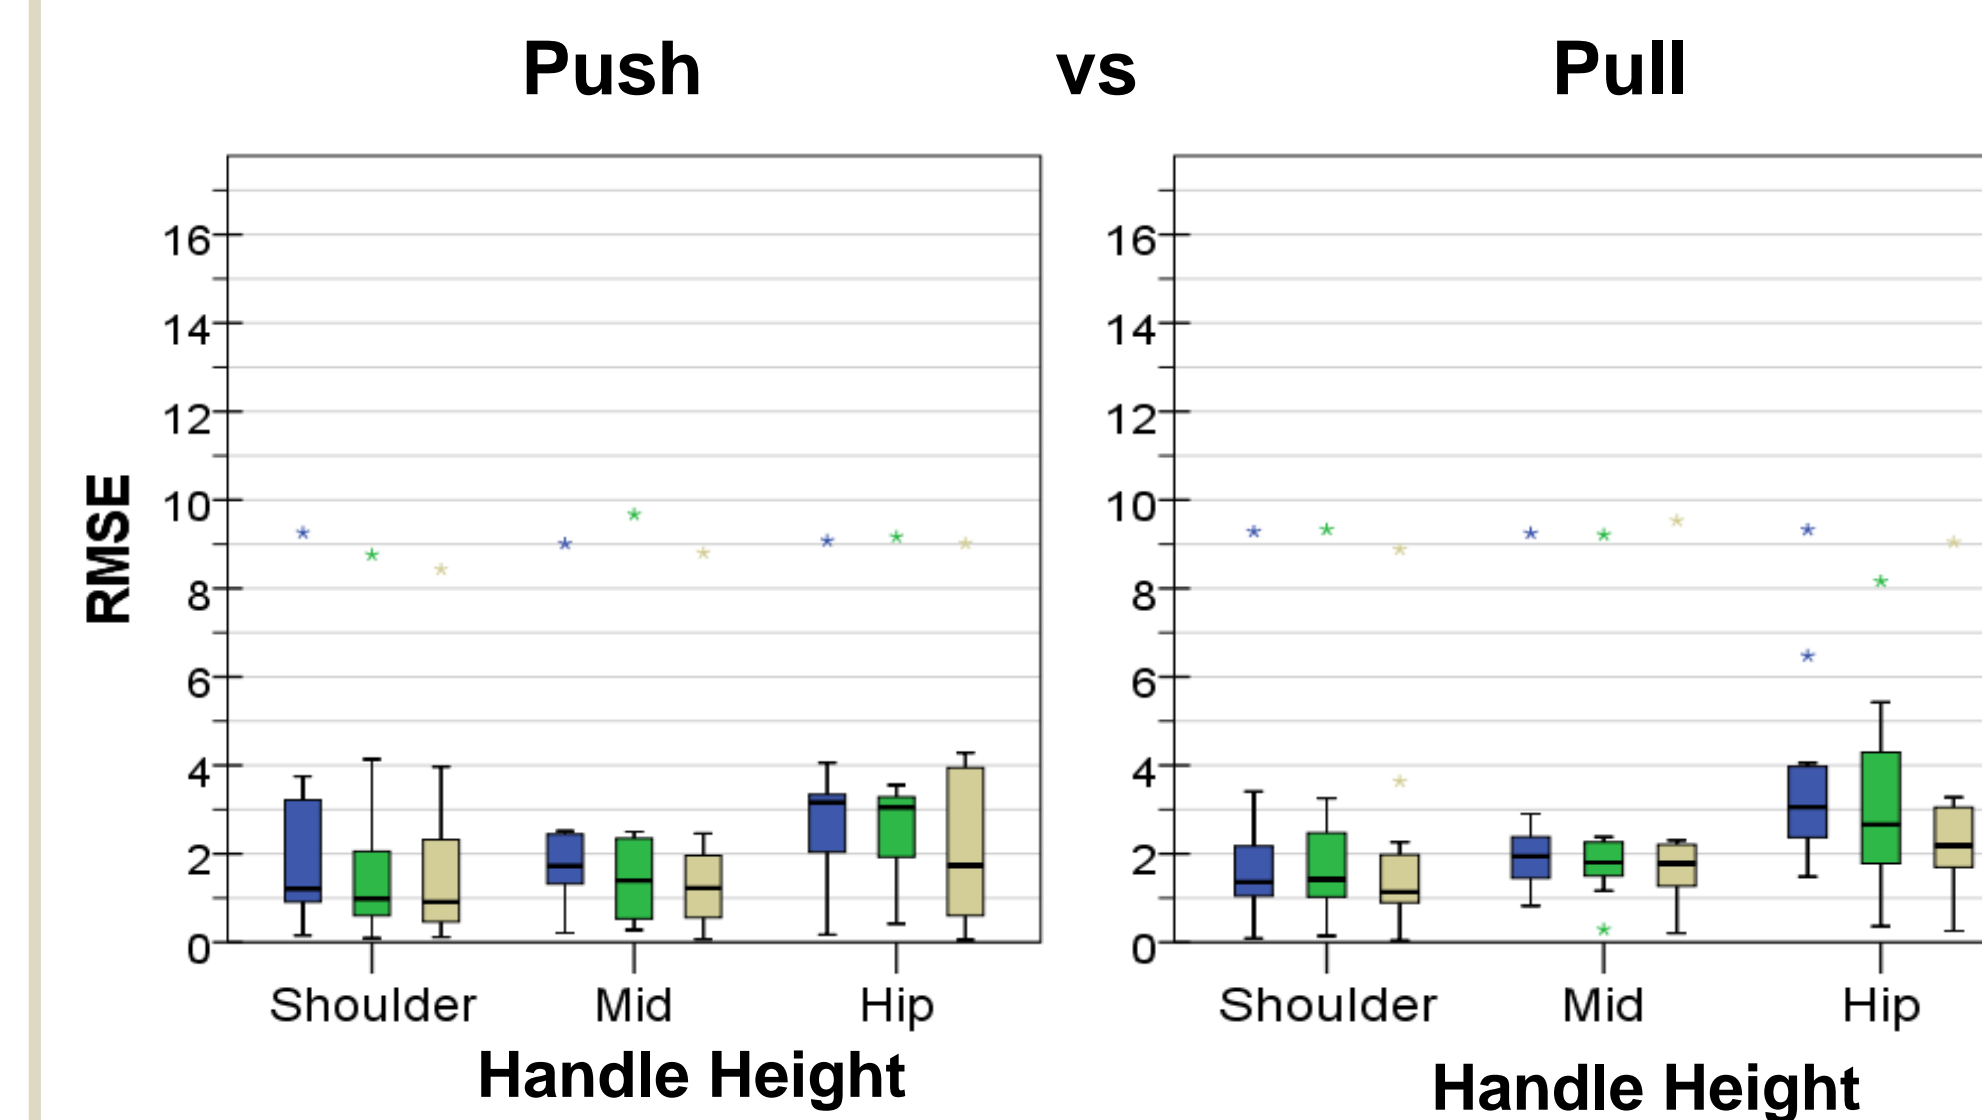 Push vs Pull
16 16
14 14
12 12
10 10
8 8
6 6
4 4
2 2
0 0
RMSE
Shoulder Mid Hip Shoulder Mid Hip
Handle Height Handle Height